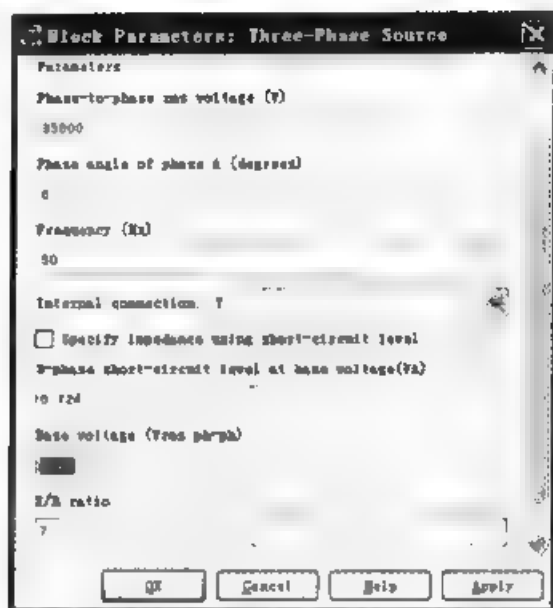 Block Parameters: Three-Phase Source
Parameters
Phase-to-phase rms voltage (V)
Phase angle of phase A (degrees)
0
Frequency (Hz)
50
Internal connection: Y
Specify impedance using short-circuit level
3-phase short-circuit level at base voltage(VA)
Base voltage (Vrms ph-ph)
X/R ratio
7
OK
Cancel
Help
Apply